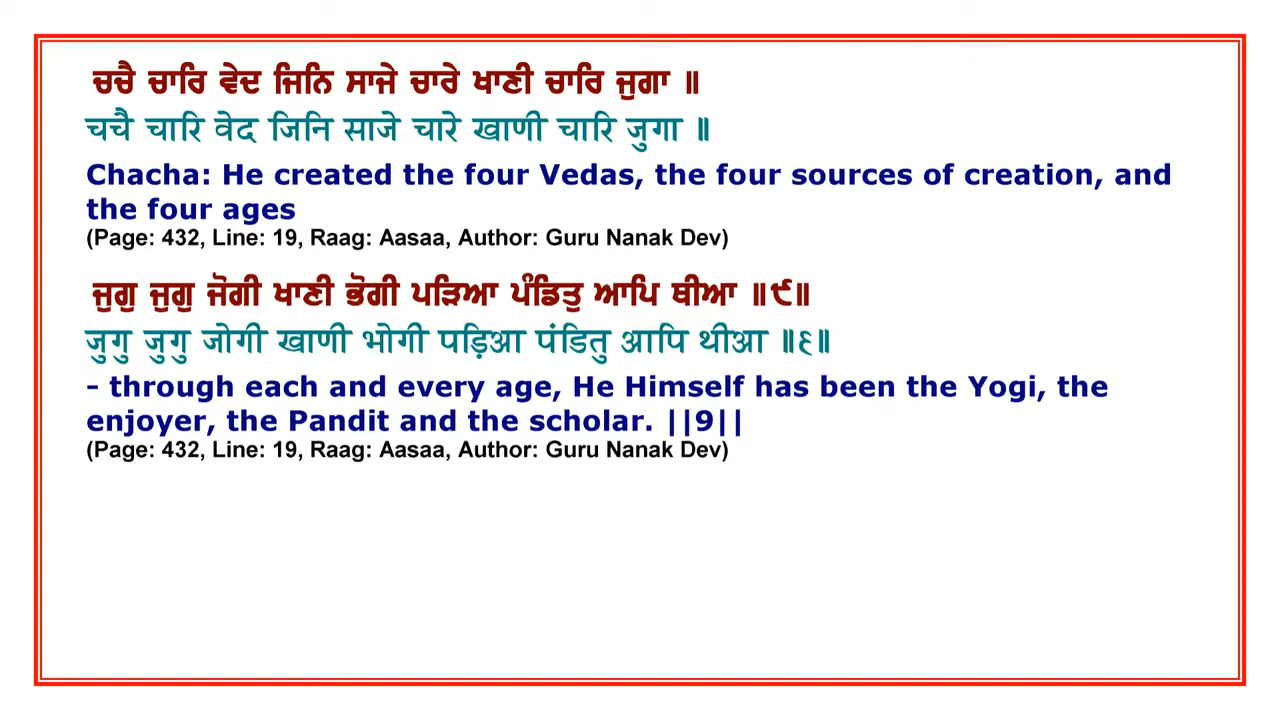 ਚਚੈ ਚਾਰਿ ਵੇਦ ਜਿਨਿ ਸਾਜੇ ਚਾਰੇ ਖਾਣੀ ਚਾਰਿ ਜੁਗਾ ॥
चचै चारि वेद जिनि साजे चारे खाणी चारि जुगा ॥
Chacha: He created the four Vedas, the four sources of creation, and
the four ages
(Page: 432, Line: 19, Raag: Aasaa, Author: Guru Nanak Dev)
ਜੁਗੁ ਜੁਗੁ ਜੋਗੀ ਖਾਣੀ ਭੋਗੀ ਪੜਿਆ ਪੰਡਿਤੁ ਆਪਿ ਥੀਆ ॥੯॥
जुगु जुगु जोगी खाणी भोगी पड़िआ पंडितु आपि थीआ ॥९॥
- through each and every age, He Himself has been the Yogi, the
enjoyer, the Pandit and the scholar. ||9||
(Page: 432, Line: 19, Raag: Aasaa, Author: Guru Nanak Dev)